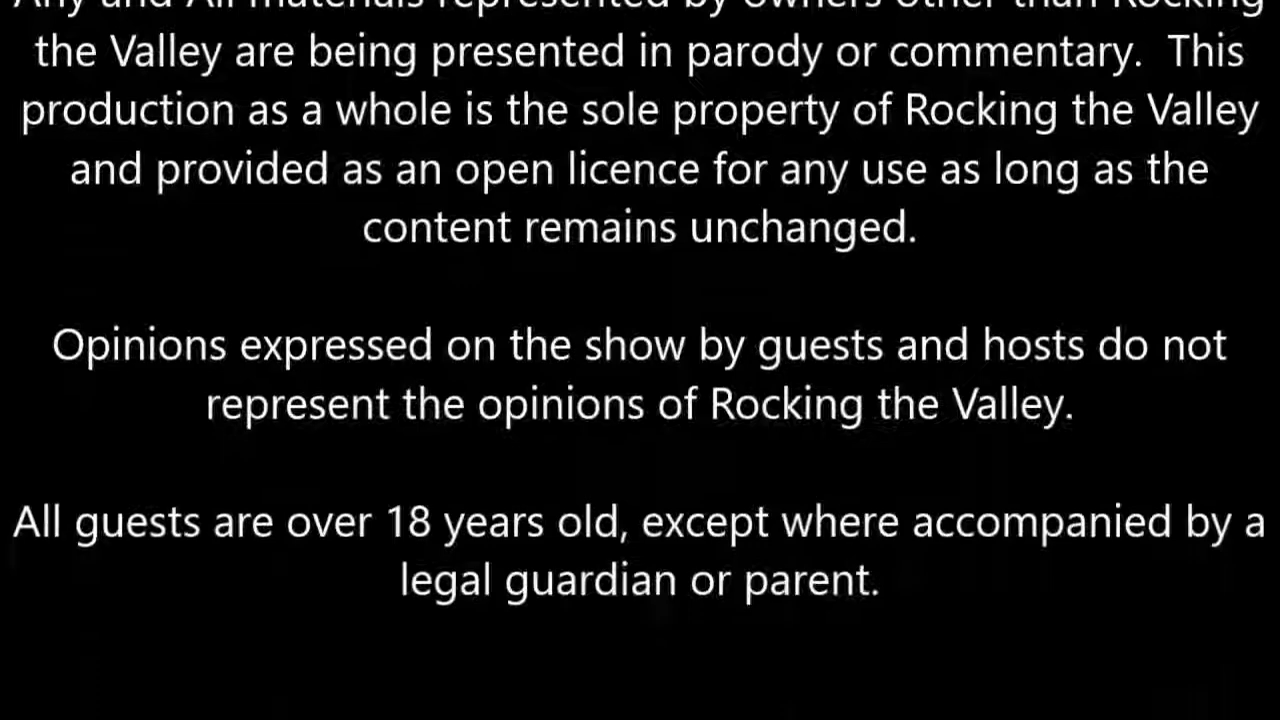 Any and All materials represented by owners other than Rocking
the Valley are being presented in parody or commentary.  This
production as a whole is the sole property of Rocking the Valley
and provided as an open licence for any use as long as the
content remains unchanged.
Opinions expressed on the show by guests and hosts do not
represent the opinions of Rocking the Valley.
All guests are over 18 years old, except where accompanied by a
legal guardian or parent.